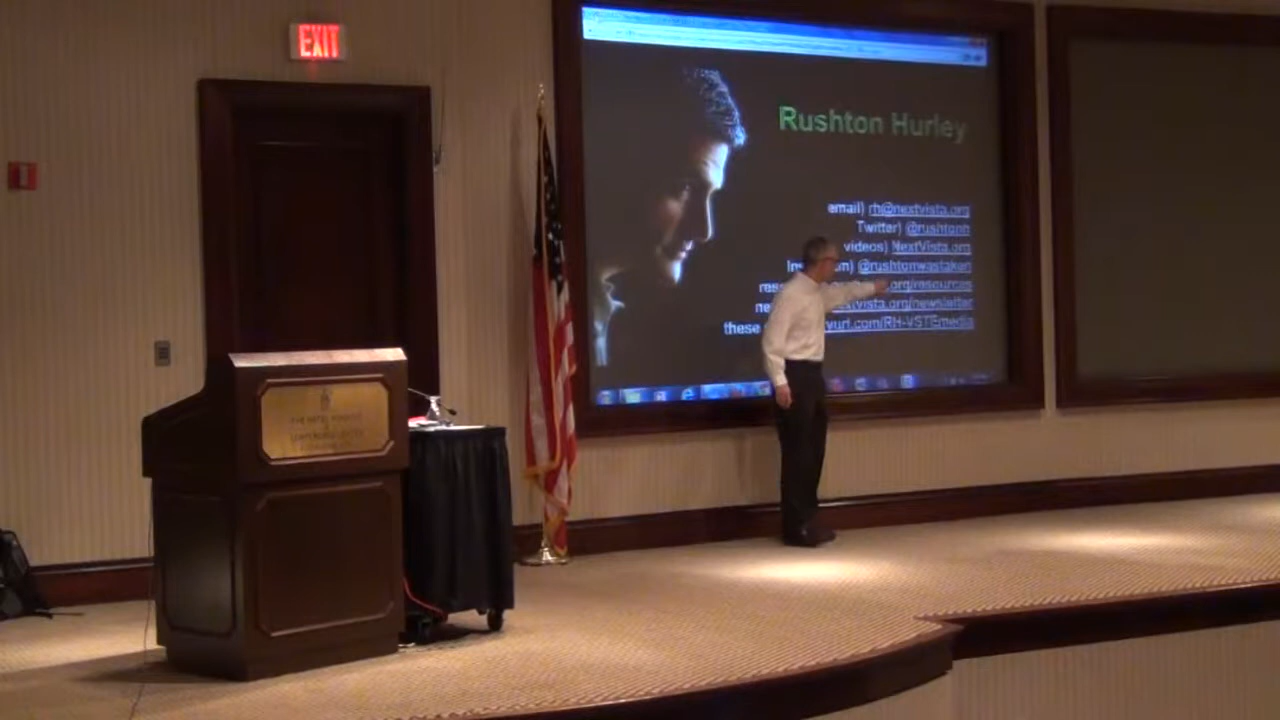 EXIT
Rushton Hurley
email) rh@nextvista.org
Twitter) @rushtonh
videos) NextVista.org
@rushtonwastaken
.org/resources
vista.org/newsletter
these yurl.com/RH-VSTEmedia